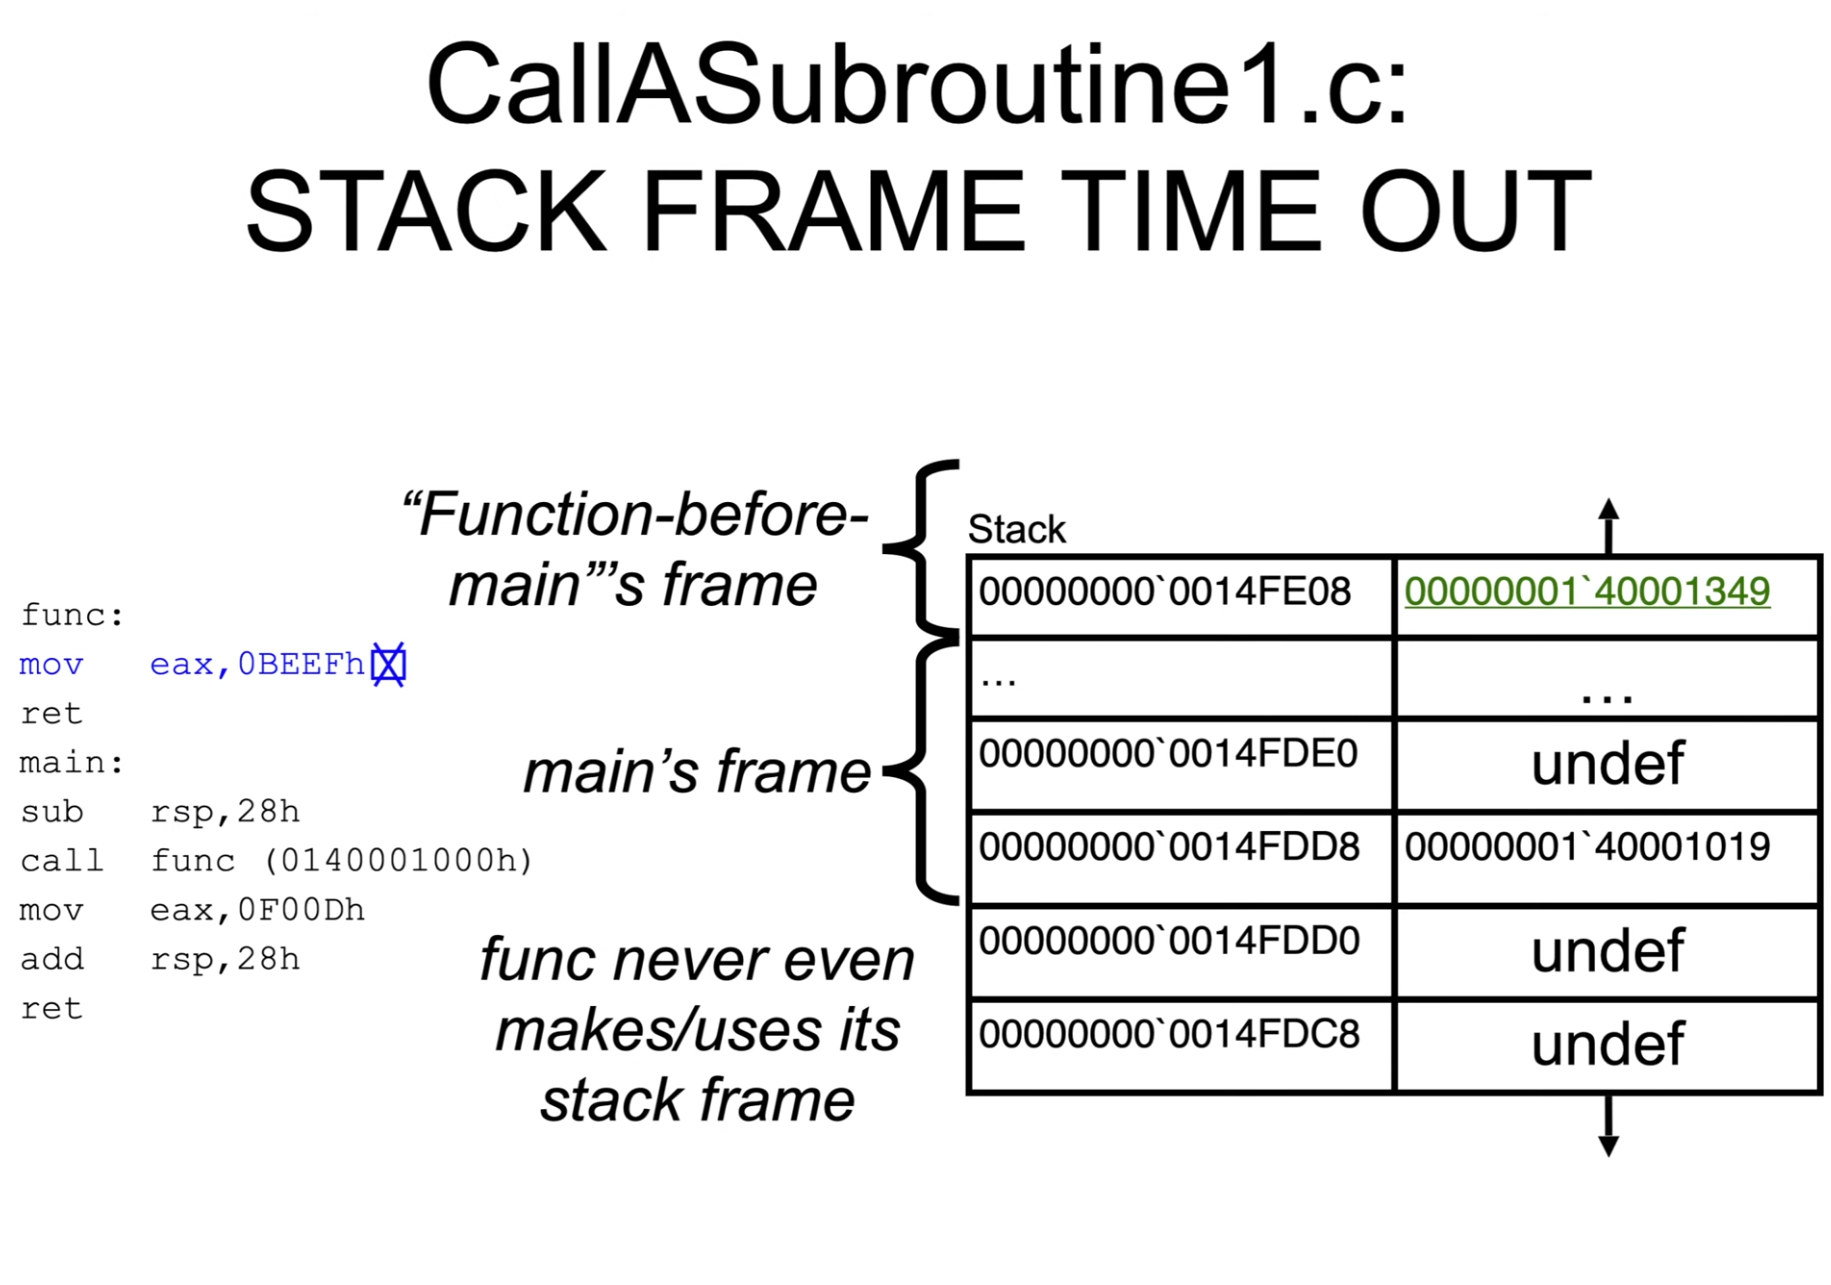 CallASubroutine1.c:
STACK FRAME TIME OUT
“Function-before-
main”’s frame
main’s frame
func never even
makes/uses its
stack frame
func:
mov eax,0BEEFh
ret
main:
sub rsp,28h
call func (0140001000h)
mov eax,0F00Dh
add rsp,28h
ret
Stack
00000000`0014FE08 00000001`40001349
... ...
00000000`0014FDE0 undef
00000000`0014FDD8 00000001`40001019
00000000`0014FDD0 undef
00000000`0014FDC8 undef